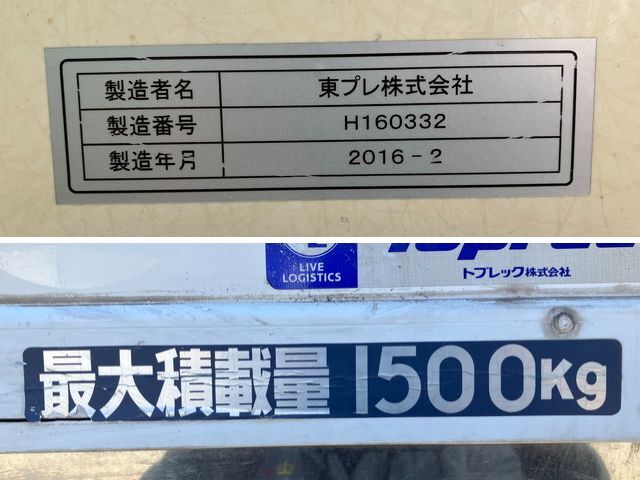 製造者名 東プレ株式会社
製造番号 H160332
製造年月 2016-2
LIVE
LOGISTICS
トプレック株式会社
最大積載量 1500Kg